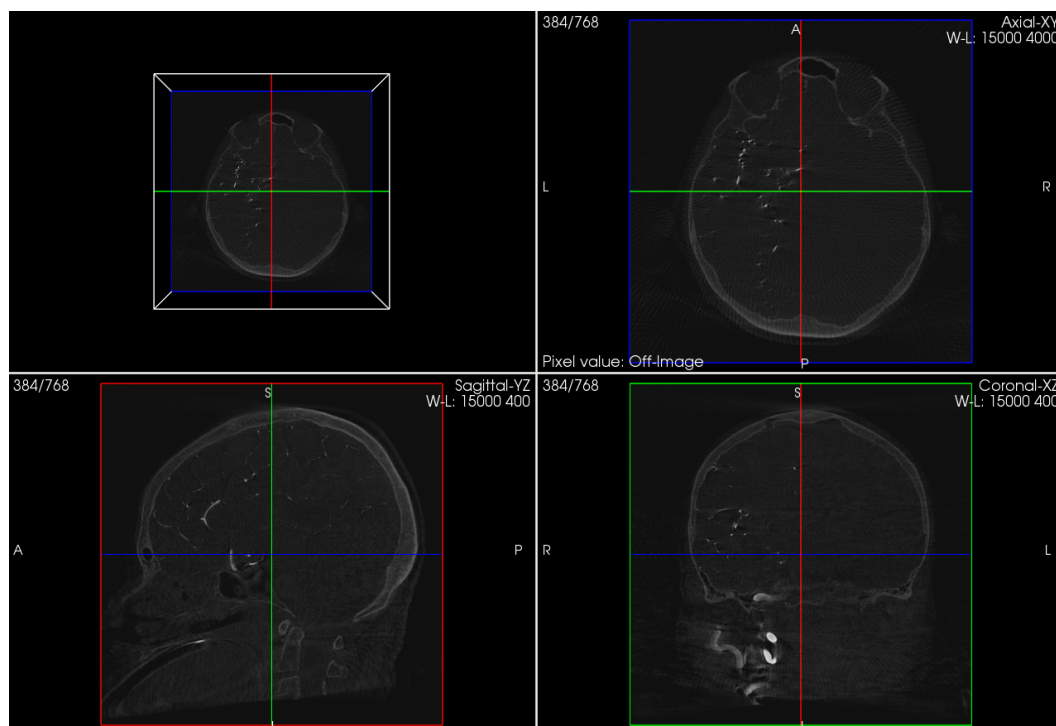 384/768
Axial-XY
W-L: 15000 4000
A
L
R
Pixel value: Off-Image
P
384/768
Sagittal-YZ
W-L: 15000 400
S
A
P
384/768
Coronal-XZ
W-L: 15000 400
S
R
L